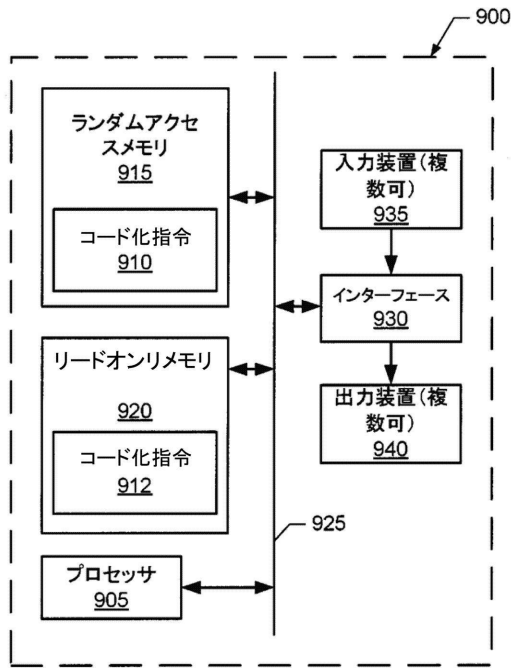 900
ランダムアクセ
スメモリ
915
コード化指令
910
リードオンリメモリ
920
コード化指令
912
プロセッサ
905
入力装置(複
数可)
935
インターフェース
930
出力装置(複
数可)
940
925